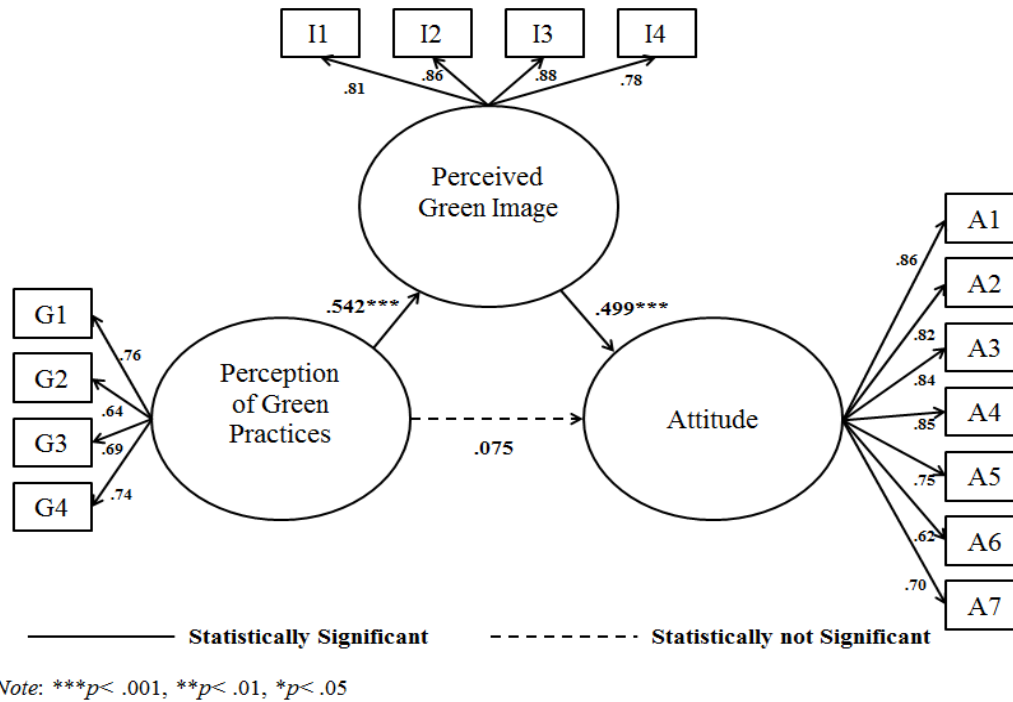 I1
I2
I3
I4
.81
.86
.88
.78
Perceived
Green Image
.542***
.499***
G1
G2
G3
G4
.76
.64
.69
.74
Perception
of Green
Practices
.075
Attitude
A1
A2
A3
A4
A5
A6
A7
.86
.82
.84
.85
.75
.62
.70
Statistically Significant
Statistically not Significant
Note: ***p< .001, **p< .01, *p< .05